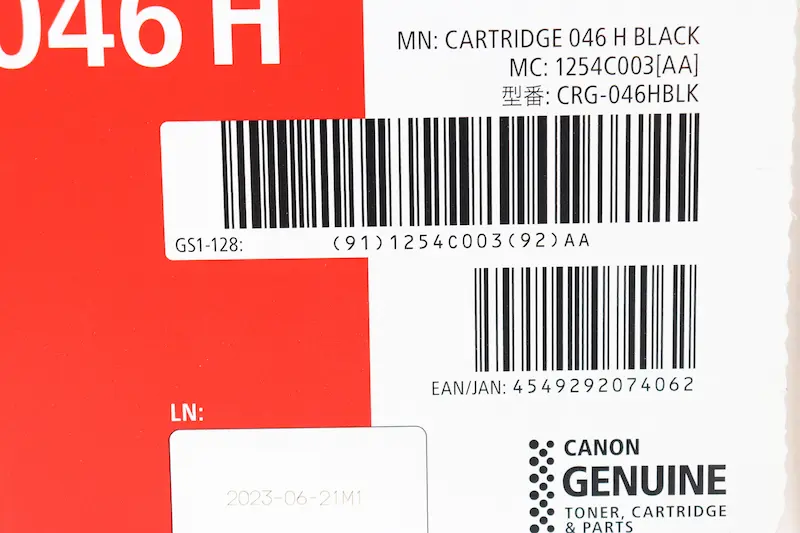 046 H
MN: CARTRIDGE 046 H BLACK
MC: 1254C003[AA]
型番: CRG-046HBLK
GS1-128: (91)1254C003(92)AA
EAN/JAN: 4549292074062
LN:
2023-06-21M1
CANON
GENUINE
TONER, CARTRIDGE
& PARTS